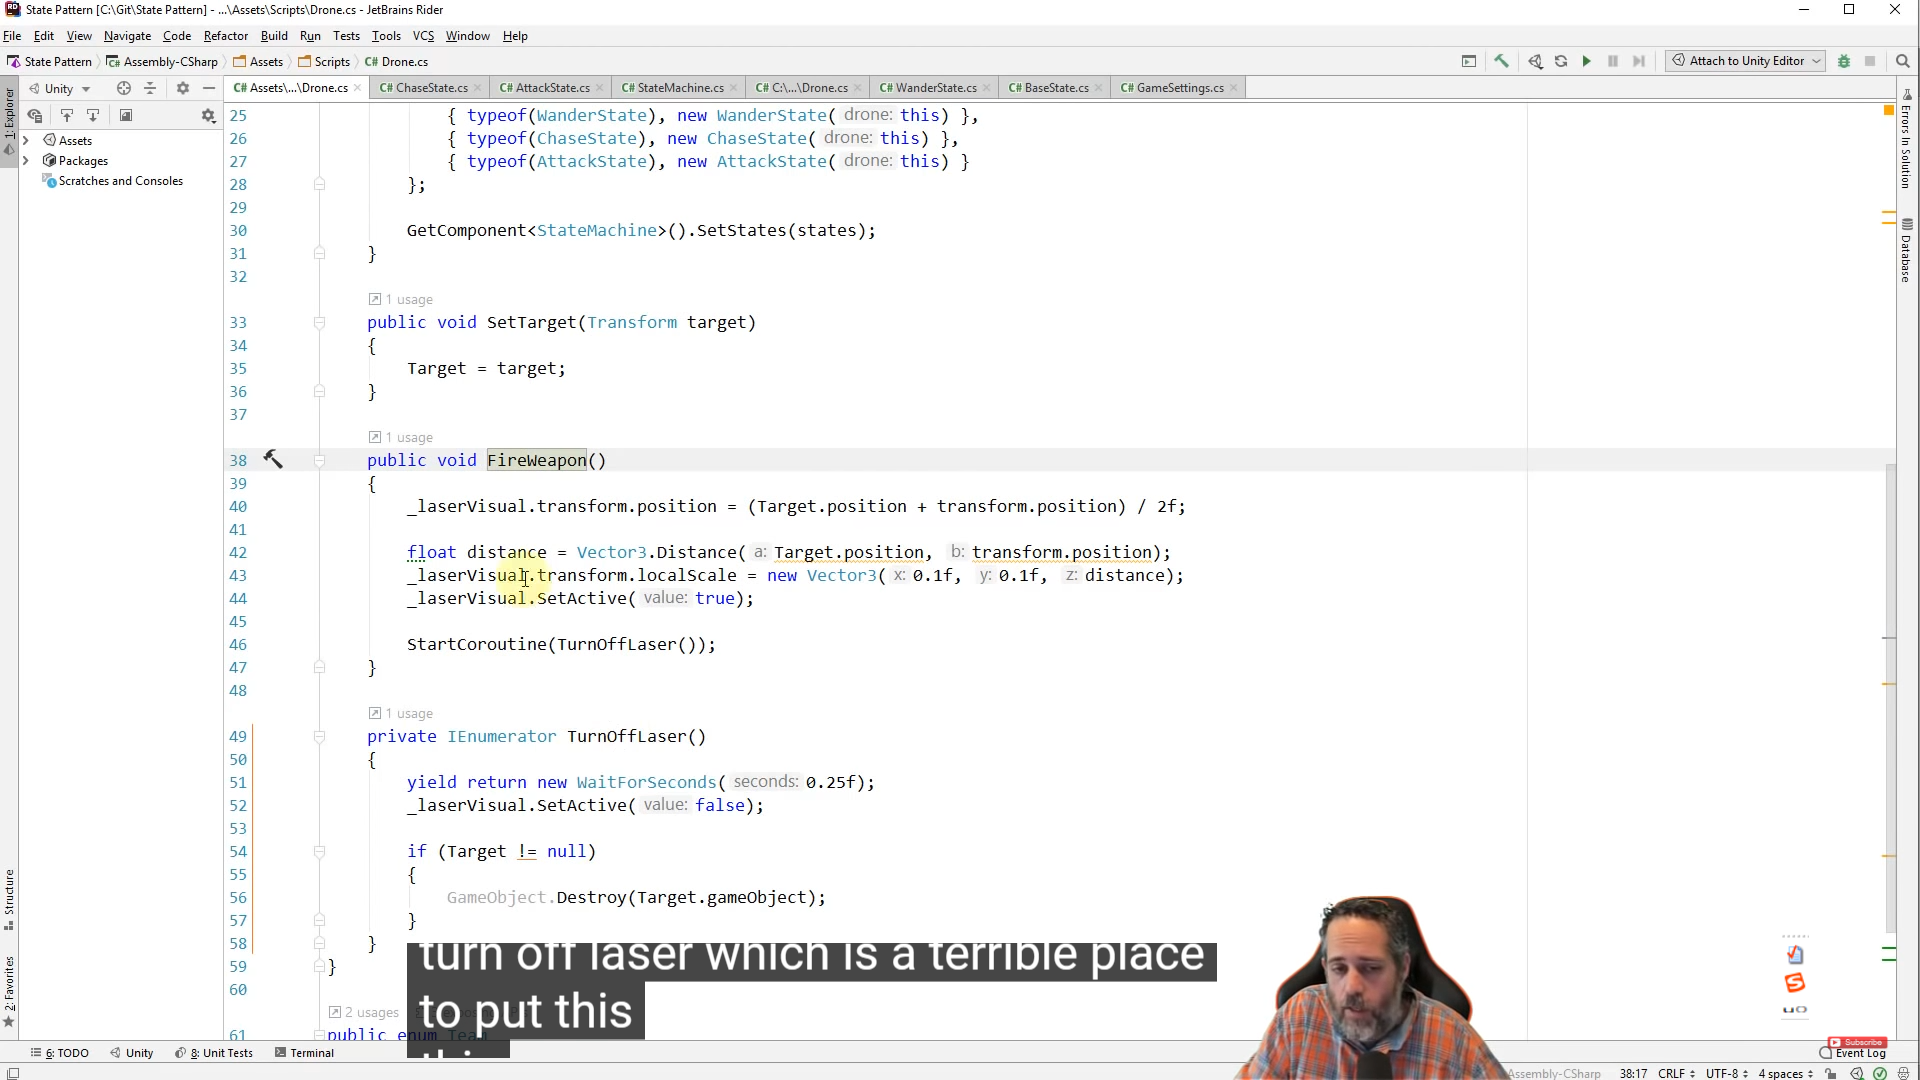 State Pattern [C:\Git\State Pattern] - ...\Assets\Scripts\Drone.cs - JetBrains Rider
File Edit View Navigate Code Refactor Build Run Tests Tools VCS Window Help
State Pattern Assembly-CSharp Assets Scripts C# Drone.cs Attach to Unity Editor
Unity
C# Assets\...\Drone.cs C# ChaseState.cs C# AttackState.cs C# StateMachine.cs C# C:\...\Drone.cs C# WanderState.cs C# BaseState.cs C# GameSettings.cs
1: Explorer
Assets
Packages
Scratches and Consoles
Structure
2: Favorites
25 { typeof(WanderState), new WanderState( drone: this) },
26 { typeof(ChaseState), new ChaseState( drone: this) },
27 { typeof(AttackState), new AttackState( drone: this) }
28 };
29
30 GetComponent<StateMachine>().SetStates(states);
31 }
32
1 usage
33 public void SetTarget(Transform target)
34 {
35 Target = target;
36 }
37
1 usage
38 public void FireWeapon()
39 {
40 _laserVisual.transform.position = (Target.position + transform.position) / 2f;
41
42 float distance = Vector3.Distance( a: Target.position, b: transform.position);
43 _laserVisual.transform.localScale = new Vector3( x: 0.1f, y: 0.1f, z: distance);
44 _laserVisual.SetActive( value: true);
45
46 StartCoroutine(TurnOffLaser());
47 }
48
1 usage
49 private IEnumerator TurnOffLaser()
50 {
51 yield return new WaitForSeconds( seconds: 0.25f);
52 _laserVisual.SetActive( value: false);
53
54 if (Target != null)
55 {
56 GameObject.Destroy(Target.gameObject);
57 }
58 }
59 }
60
2 usages
61 public enum Team
turn off laser which is a terrible place
to put this
Errors In Solution
Database
Subscribe
6: TODO Unity 8: Unit Tests Terminal Event Log
Assembly-CSharp 38:17 CRLF UTF-8 4 spaces